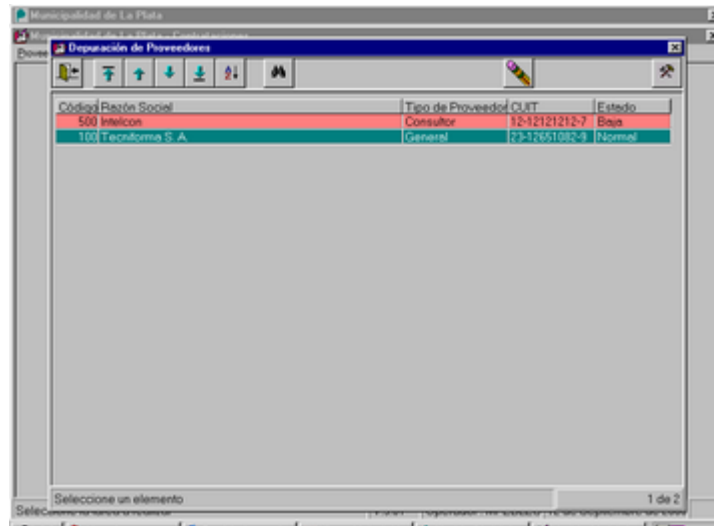 Municipalidad de La Plata
Municipalidad de La Plata - Contrataciones
Depuración de Proveedores
Código Razón Social Tipo de Proveedor CUIT Estado
500 Intelcon Consultor 12-12121212-7 Baja
100 Tecniforma S. A. General 23-12651082-9 Normal
Seleccione un elemento 1 de 2